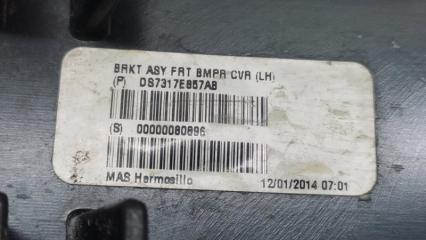 BRKT ASY FRT BMPR CVR (LH)
(P) DS7317E857AB
(S) 00000080896
MAS Hermosillo 12/01/2014 07:01